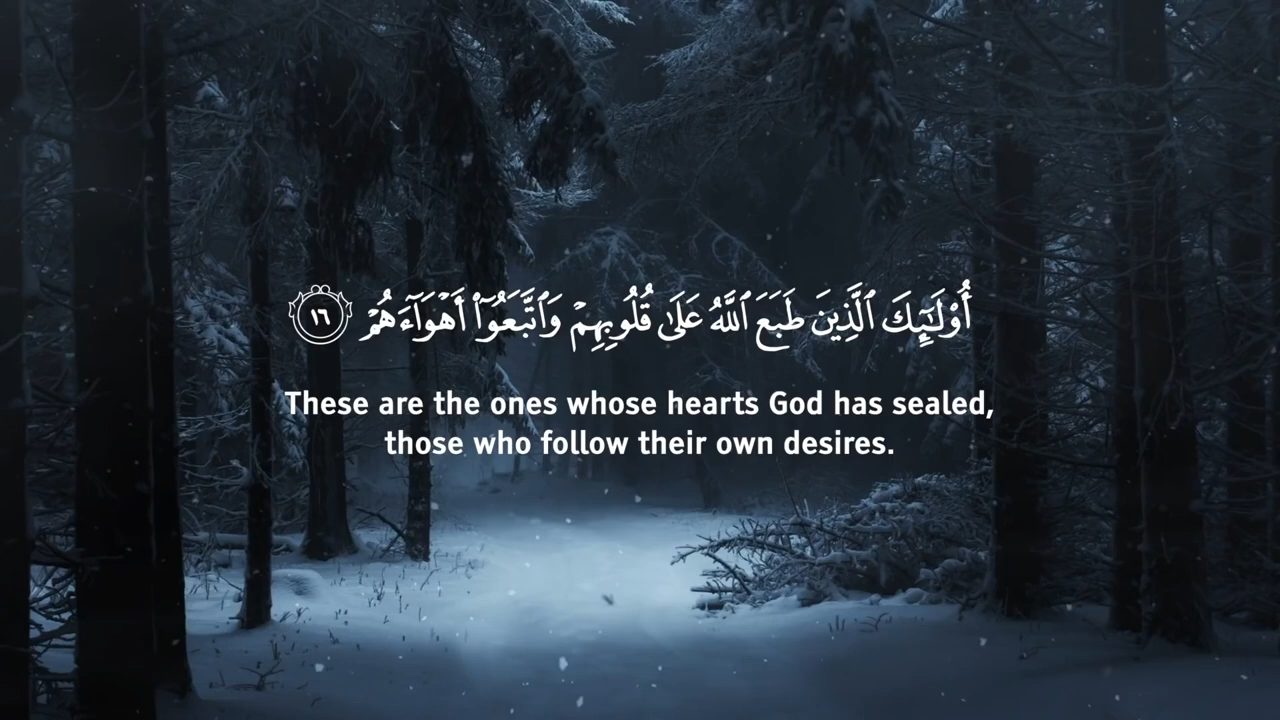 أُو۟لَـٰٓئِكَ ٱلَّذِينَ طَبَعَ ٱللَّهُ عَلَىٰ قُلُوبِهِمْ وَٱتَّبَعُوٓا۟ أَهْوَآءَهُمْ ١٦
These are the ones whose hearts God has sealed,
those who follow their own desires.